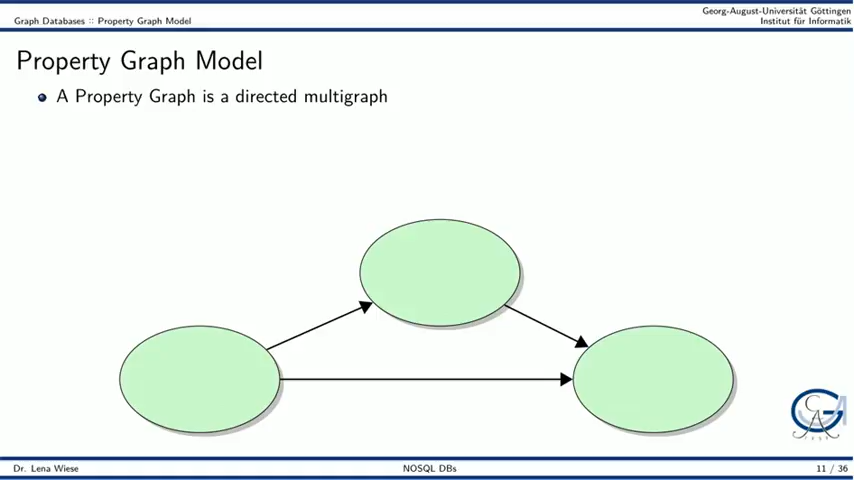 Graph Databases :: Property Graph Model
Georg-August-Universität Göttingen
Institut für Informatik
Property Graph Model
A Property Graph is a directed multigraph
Dr. Lena Wiese
NOSQL DBs
11 / 36